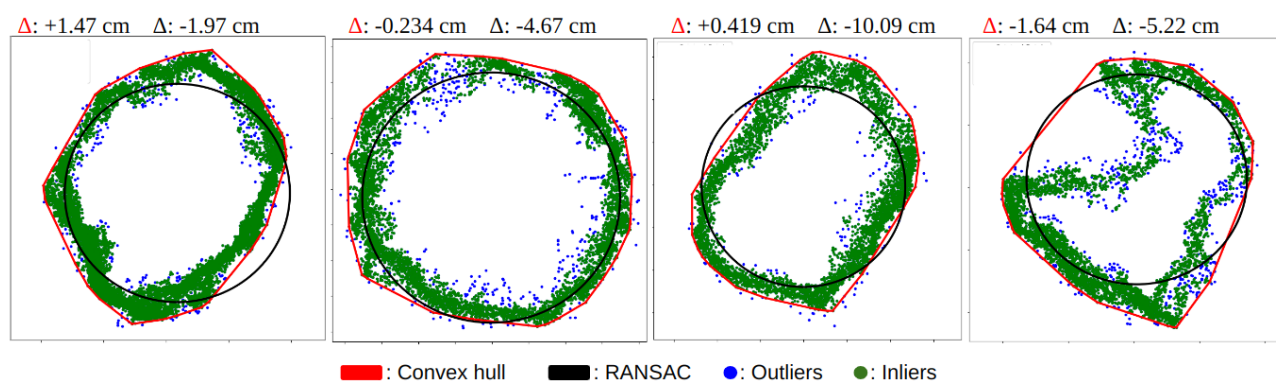 Δ: +1.47 cm Δ: -1.97 cm Δ: -0.234 cm Δ: -4.67 cm Δ: +0.419 cm Δ: -10.09 cm Δ: -1.64 cm Δ: -5.22 cm
: Convex hull : RANSAC : Outliers : Inliers